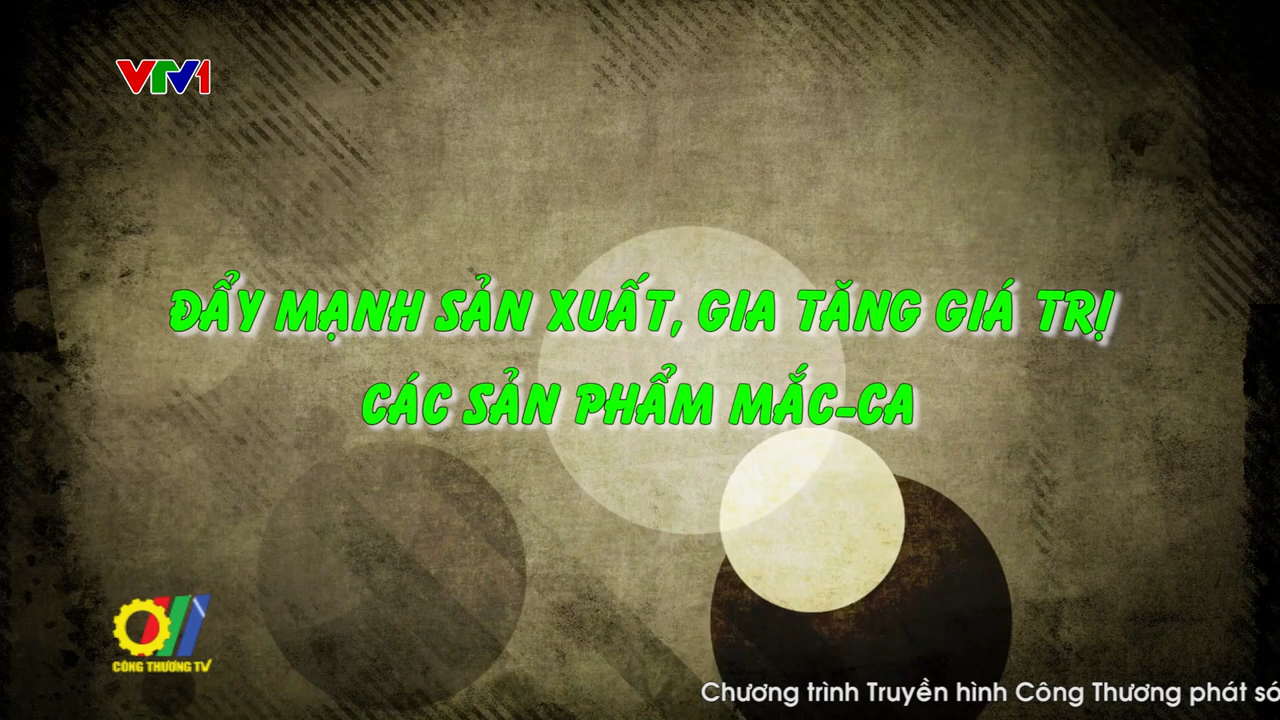 VTV1
ĐẨY MẠNH SẢN XUẤT, GIA TĂNG GIÁ TRỊ
CÁC SẢN PHẨM MẮC-CA
CÔNG THƯƠNG TV
Chương trình Truyền hình Công Thương phát